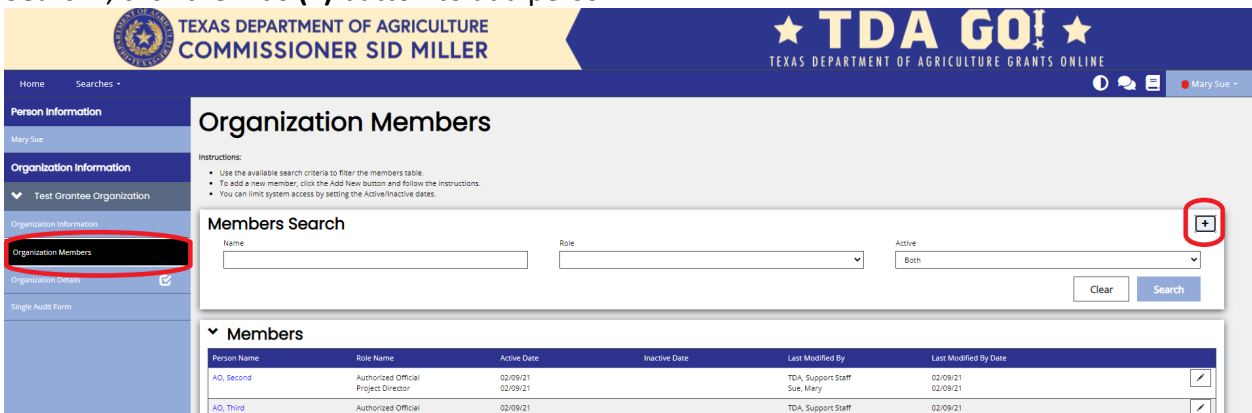 TEXAS DEPARTMENT OF AGRICULTURE
COMMISSIONER SID MILLER
TDA GO!
TEXAS DEPARTMENT OF AGRICULTURE GRANTS ONLINE
Home Searches
Mary Sue
Person Information
Mary Sue
Organization Information
Test Grantee Organization
Organization Information
Organization Members
Organization Details
Single Audit Form
Organization Members
Instructions:
• Use the available search criteria to filter the members table.
• To add a new member, click the Add New button and follow the instructions.
• You can limit system access by setting the Active/Inactive dates.
Members Search +
Name Role Active
Both
Clear Search
Members
Person Name Role Name Active Date Inactive Date Last Modified By Last Modified By Date
AO, Second Authorized Official 02/09/21 TDA, Support Staff 02/09/21
Project Director 02/09/21 Sue, Mary 02/09/21
AO, Third Authorized Official 02/09/21 TDA, Support Staff 02/09/21